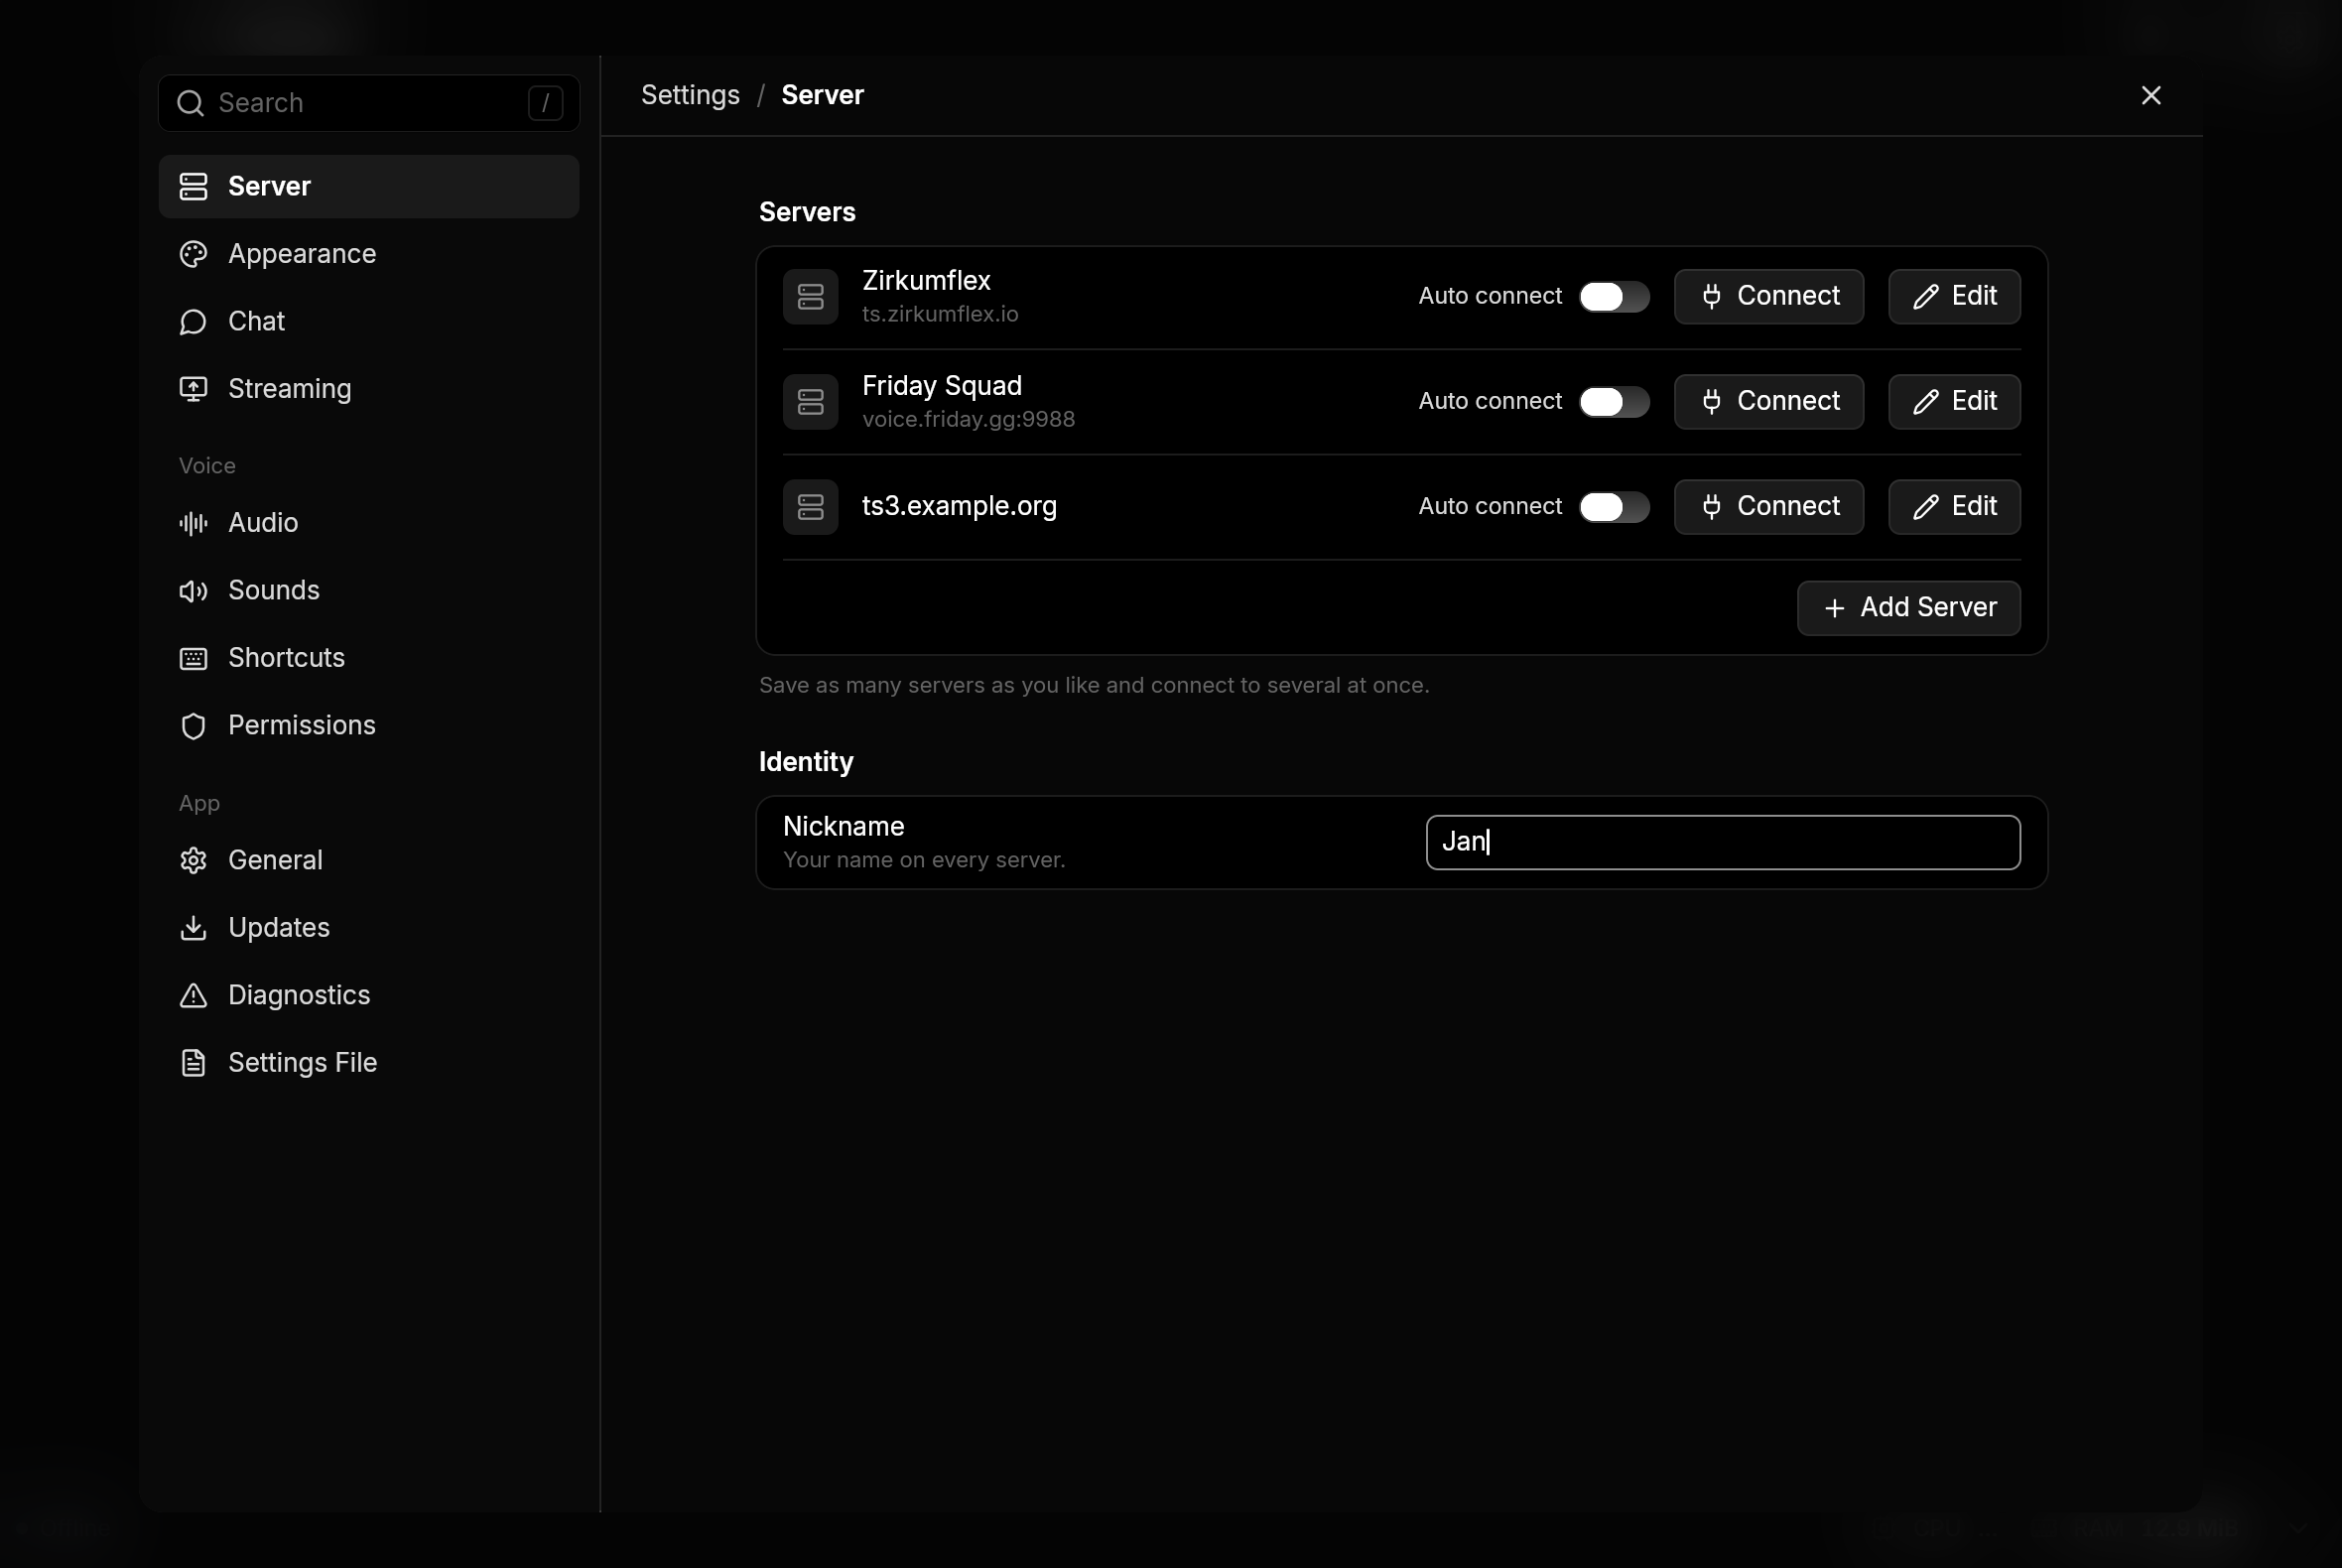 Search /
Server
Appearance
Chat
Streaming
Voice
Audio
Sounds
Shortcuts
Permissions
App
General
Updates
Diagnostics
Settings File
Settings / Server
Servers
Zirkumflex
ts.zirkumflex.io
Auto connect Connect Edit
Friday Squad
voice.friday.gg:9988
Auto connect Connect Edit
ts3.example.org
Auto connect Connect Edit
Add Server
Save as many servers as you like and connect to several at once.
Identity
Nickname
Your name on every server.
Jan